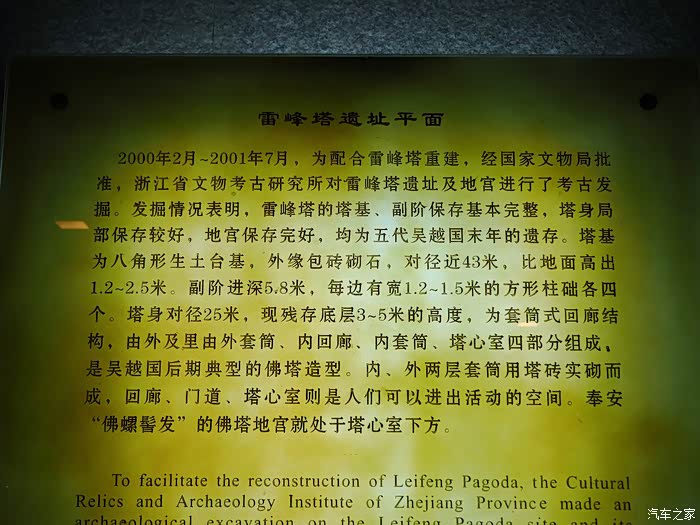 雷峰塔遗址平面
2000年2月~2001年7月，为配合雷峰塔重建，经国家文物局批
准，浙江省文物考古研究所对雷峰塔遗址及地宫进行了考古发
掘。发掘情况表明，雷峰塔的塔基、副阶保存基本完整，塔身局
部保存较好，地宫保存完好，均为五代吴越国末年的遗存。塔基
为八角形生土台基，外缘包砖砌石，对径近43米，比地面高出
1.2~2.5米。副阶进深5.8米，每边有宽1.2~1.5米的方形柱础各四
个。塔身对径25米，现残存底层3~5米的高度，为套筒式回廊结
构，由外及里由外套筒、内回廊、内套筒、塔心室四部分组成，
是吴越国后期典型的佛塔造型。内、外两层套筒用塔砖实砌而
成，回廊、门道、塔心室则是人们可以进出活动的空间。奉安
“佛螺髻发”的佛塔地宫就处于塔心室下方。
To facilitate the reconstruction of Leifeng Pagoda, the Cultural
Relics and Archaeology Institute of Zhejiang Province made an
archaeological excavation on the Leifeng Pagoda site and its
汽车之家